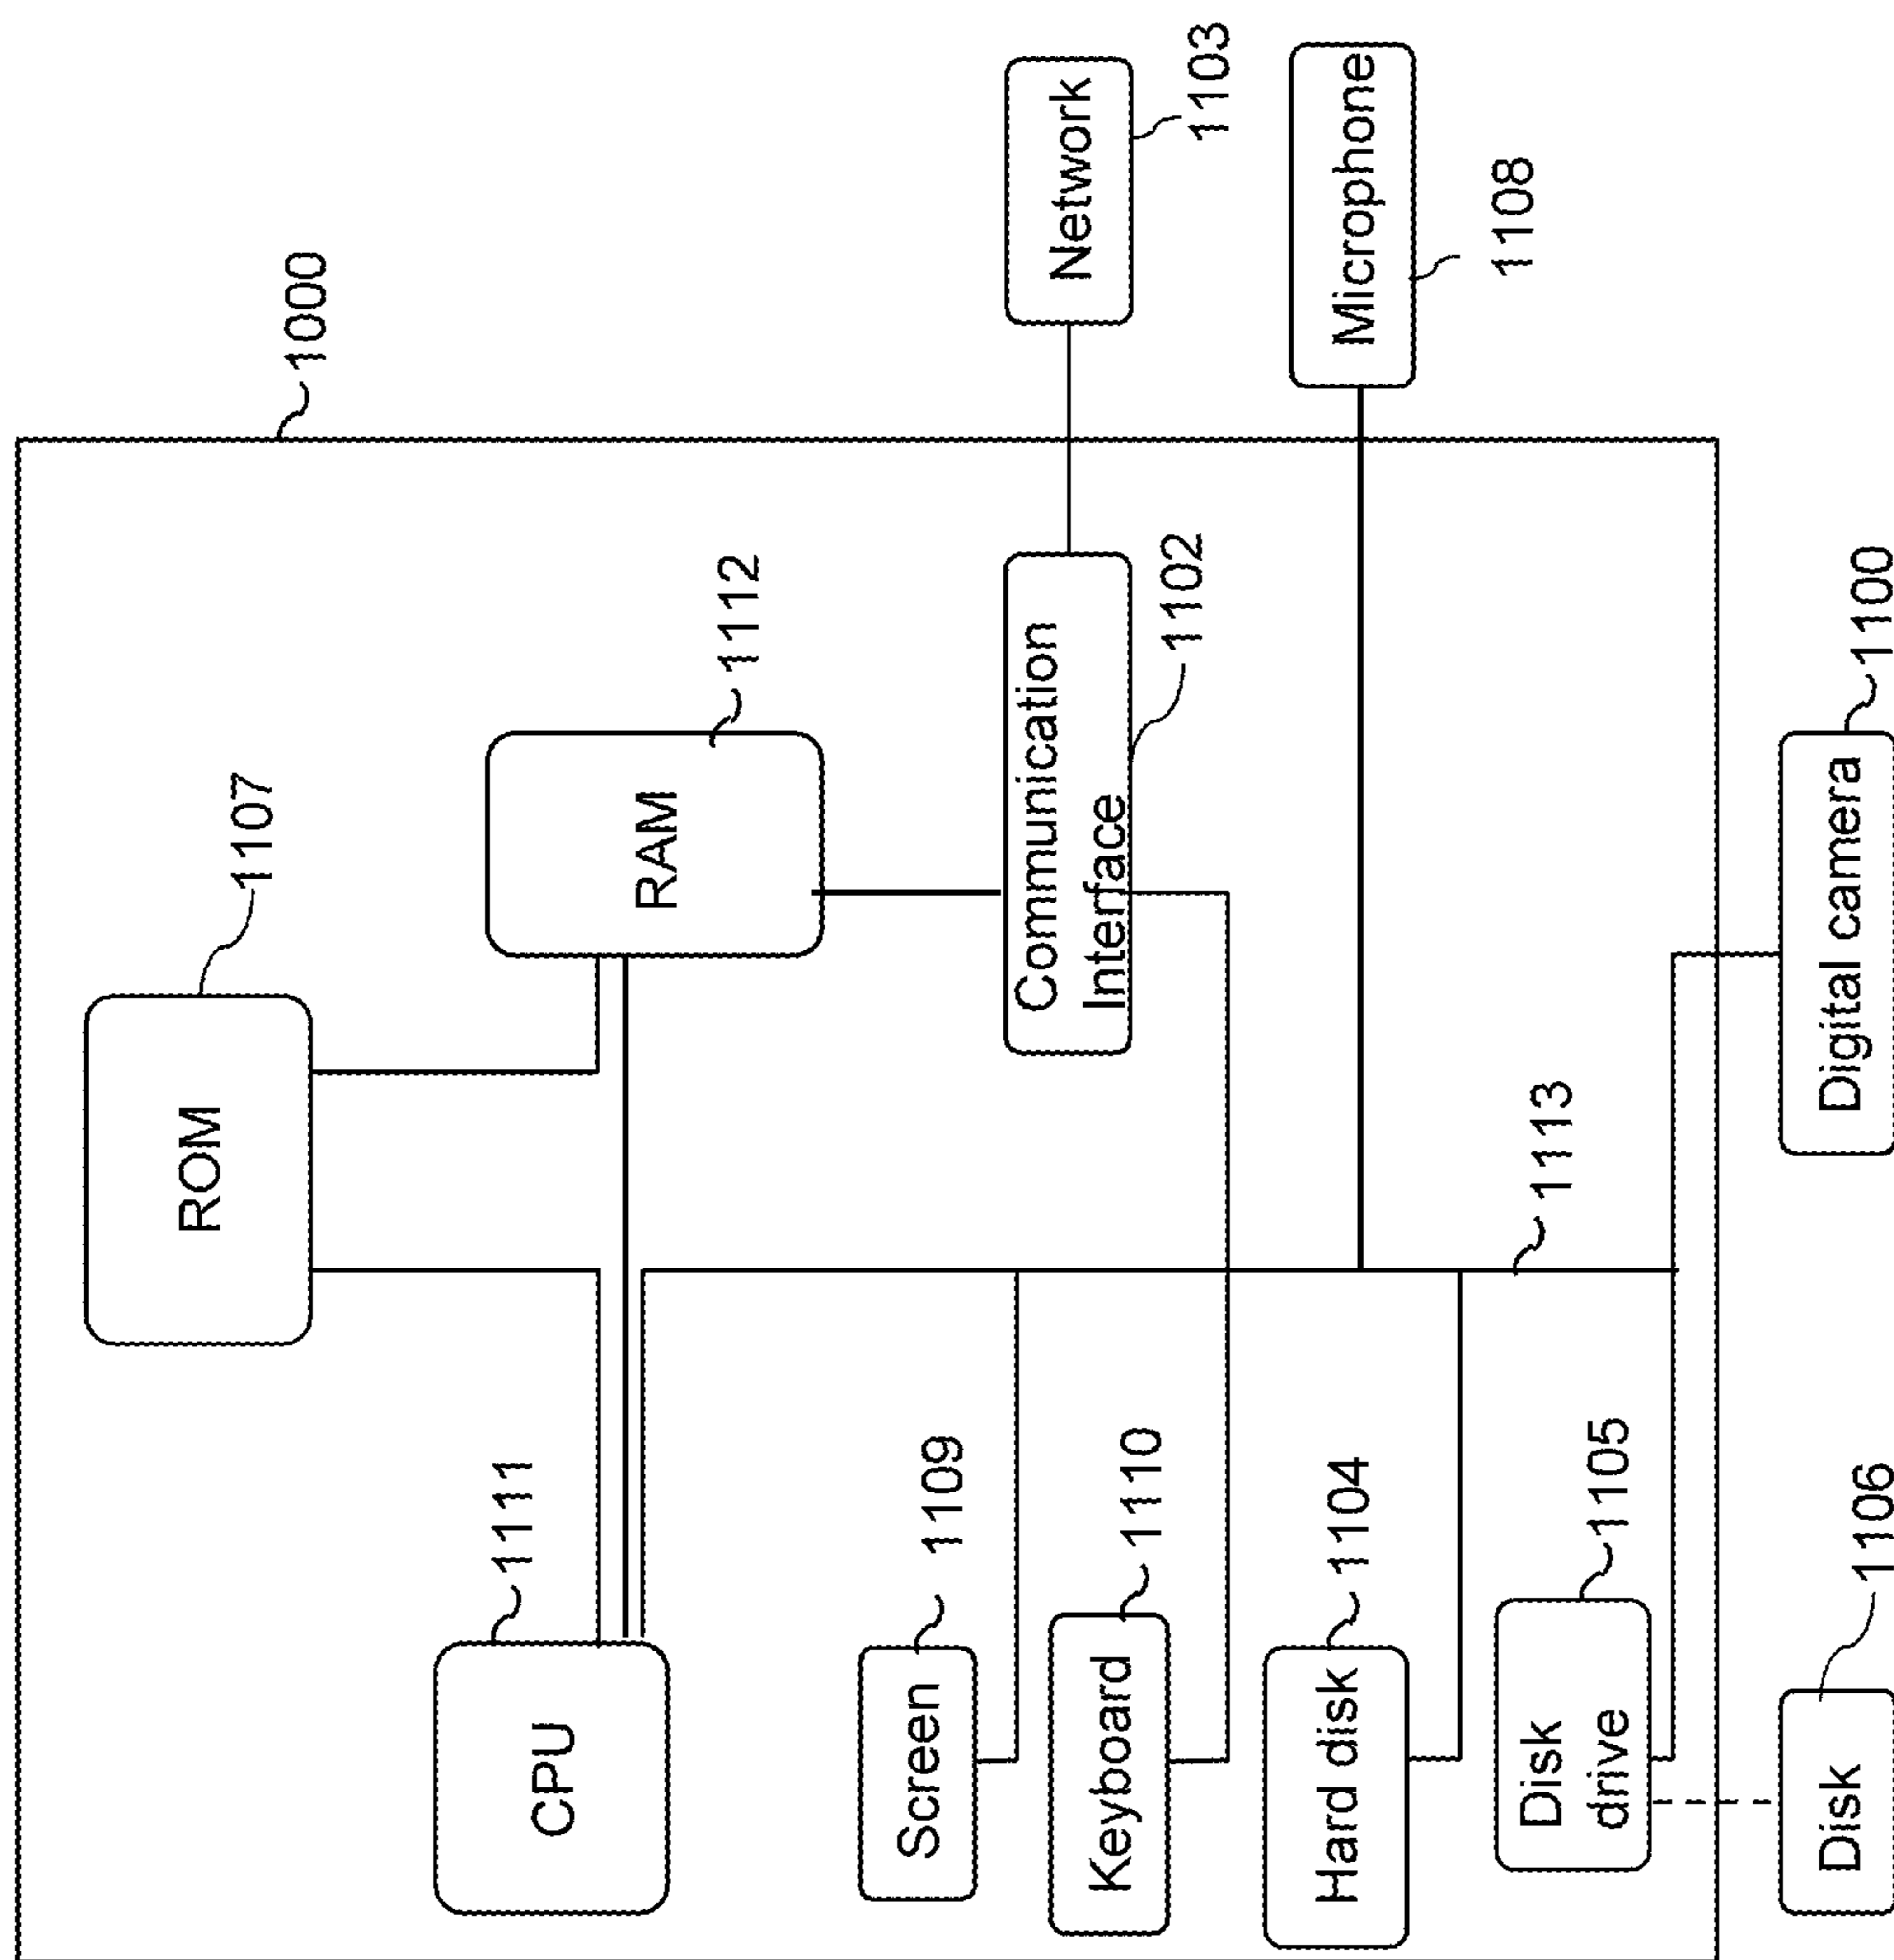 1000
ROM
1107
1111
CPU
RAM
1112
Screen
1109
Communication
Interface
1102
Network
1103
Keyboard
1110
Hard disk
1104
Microphone
1108
1113
Disk
drive
1105
Disk
1106
Digital camera
1100